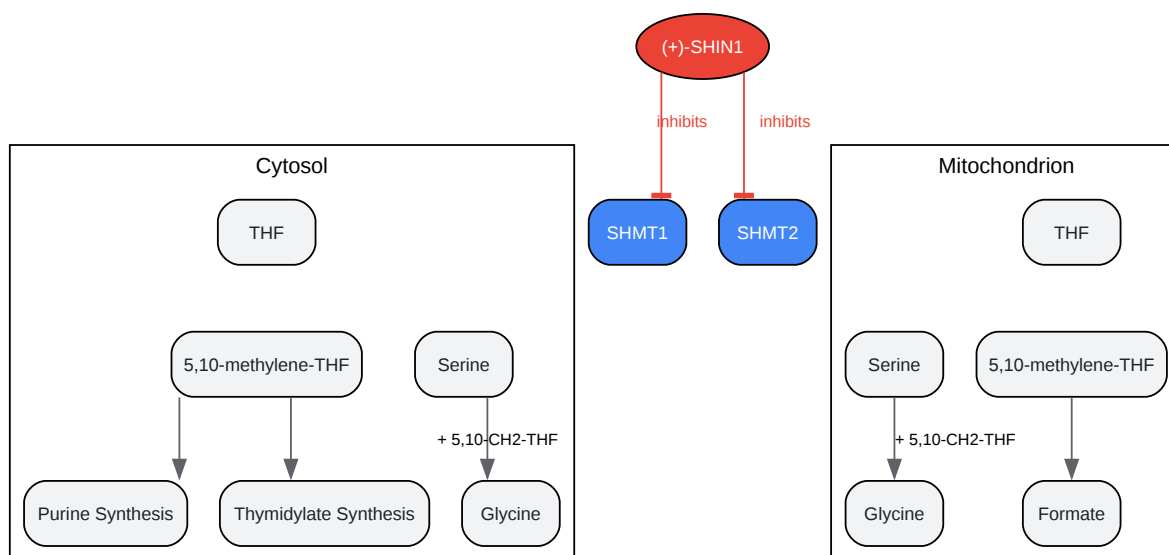 (+)-SHIN1
inhibits
inhibits
Cytosol
Mitochondrion
THF
SHMT1
SHMT2
THF
5,10-methylene-THF
Serine
Serine
5,10-methylene-THF
+ 5,10-CH2-THF
+ 5,10-CH2-THF
Purine Synthesis
Thymidylate Synthesis
Glycine
Glycine
Formate